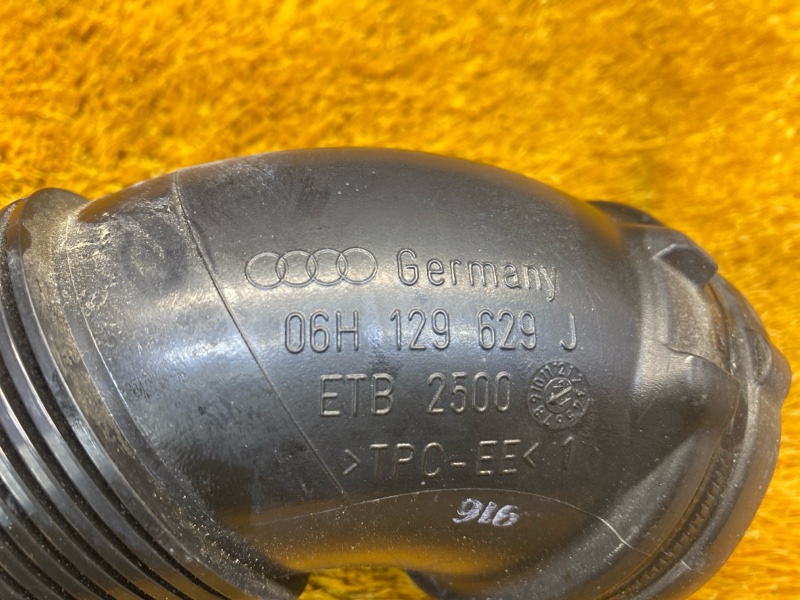 Germany
06H 129 629 J
ETB 2500
>TPC-EE< 1
916